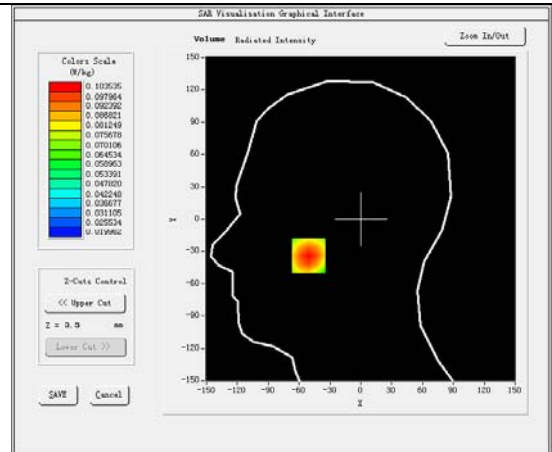 SAR Visualisation Graphical Interface
Volume Radiated Intensity
Zoom In/Out
Colors Scale
(W/kg)
0.103535
0.097964
0.092392
0.086821
0.081249
0.075678
0.070106
0.064534
0.058963
0.053391
0.047820
0.042248
0.036677
0.031105
0.025534
0.019962
Z-Cuts Control
<< Upper Cut
Z = 3.5 mm
Lower Cut >>
SAVE Cancel
150
120
90
60
30
0
-30
-60
-90
-120
-150
Y
-150 -120 -90 -60 -30 0 30 60 90 120 150
X